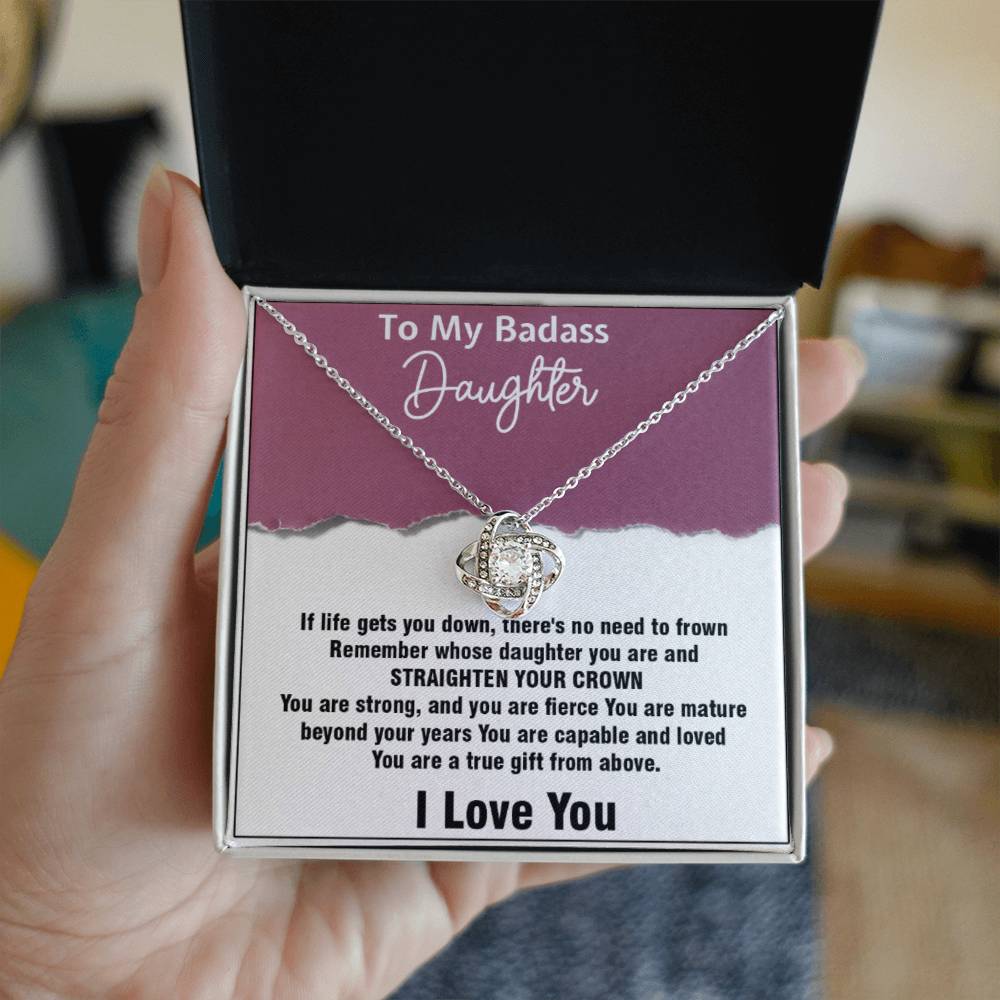 To My Badass
Daughter
If life gets you down, there's no need to frown
Remember whose daughter you are and
STRAIGHTEN YOUR CROWN
You are strong, and you are fierce You are mature
beyond your years You are capable and loved
You are a true gift from above.
I Love You